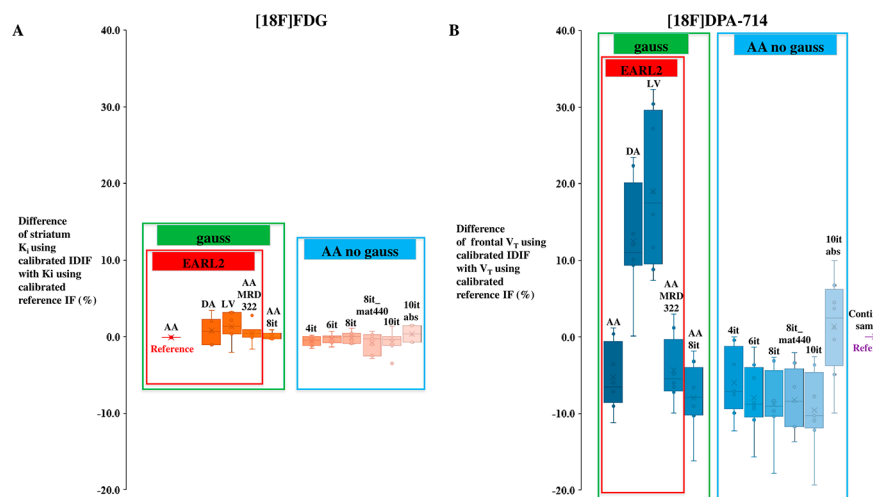 [18F]FDG
A
40.0
30.0
20.0
10.0
0.0
-10.0
-20.0
Difference
of striatum
Ki using
calibrated IDIF
with Ki using
calibrated
reference IF (%)
gauss
EARL2
AA
Reference
DA
LV
AA
MRD
322
AA
8it
AA no gauss
4it
6it
8it
8it_
mat440
10it
10it
abs
[18F]DPA-714
B
40.0
30.0
20.0
10.0
0.0
-10.0
-20.0
Difference
of frontal VT using
calibrated IDIF
with VT using
calibrated
reference IF (%)
gauss
EARL2
AA
DA
LV
AA
MRD
322
AA
8it
AA no gauss
4it
6it
8it
8it_
mat440
10it
10it
abs
Conti
sam
Refe